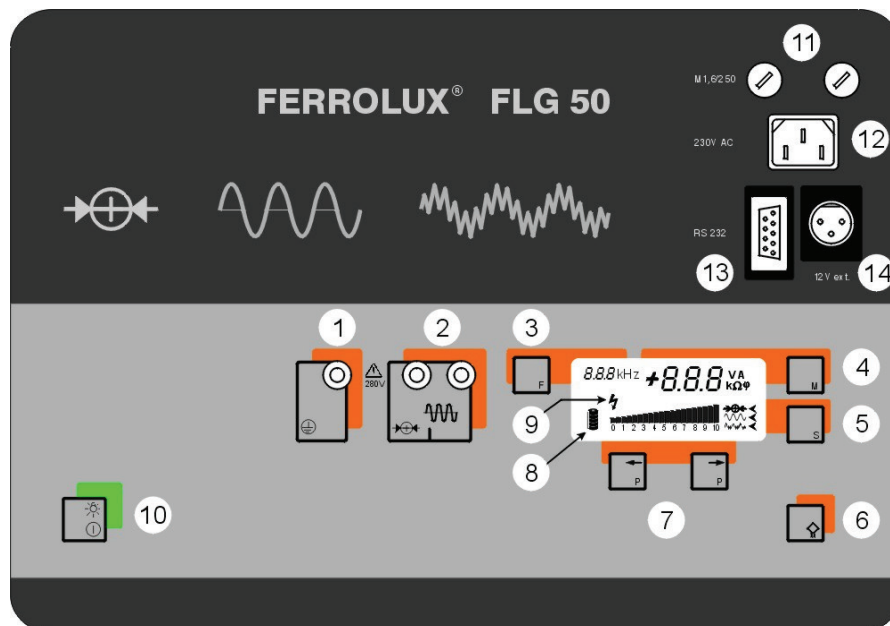 11
M 1,6/250
FERROLUX® FLG 50
230V AC
12
RS 232
13
12V ext.
14
1
2
3
280V
F
8.8.8 kHz
+8.8.8 VA
kΩφ
M
4
9
0 1 2 3 4 5 6 7 8 9 10
S
5
8
P
P
7
10
6